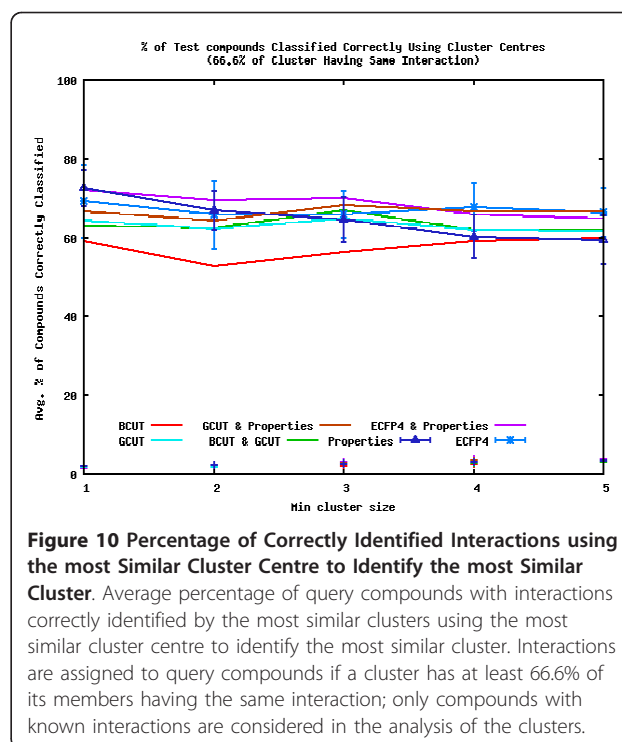 % of Test compounds Classified Correctly Using Cluster Centres
(66.6% of Cluster Having Same Interaction)
100
80
60
40
20
0
Avg. % of Compounds Correctly Classified
BCUT GCUT & Properties ECFP4 & Properties
GCUT BCUT & GCUT Properties ECFP4
1 2 3 4 5
Min cluster size
Figure 10 Percentage of Correctly Identified Interactions using
the most Similar Cluster Centre to Identify the most Similar
Cluster. Average percentage of query compounds with interactions
correctly identified by the most similar clusters using the most
similar cluster centre to identify the most similar cluster. Interactions
are assigned to query compounds if a cluster has at least 66.6% of
its members having the same interaction; only compounds with
known interactions are considered in the analysis of the clusters.